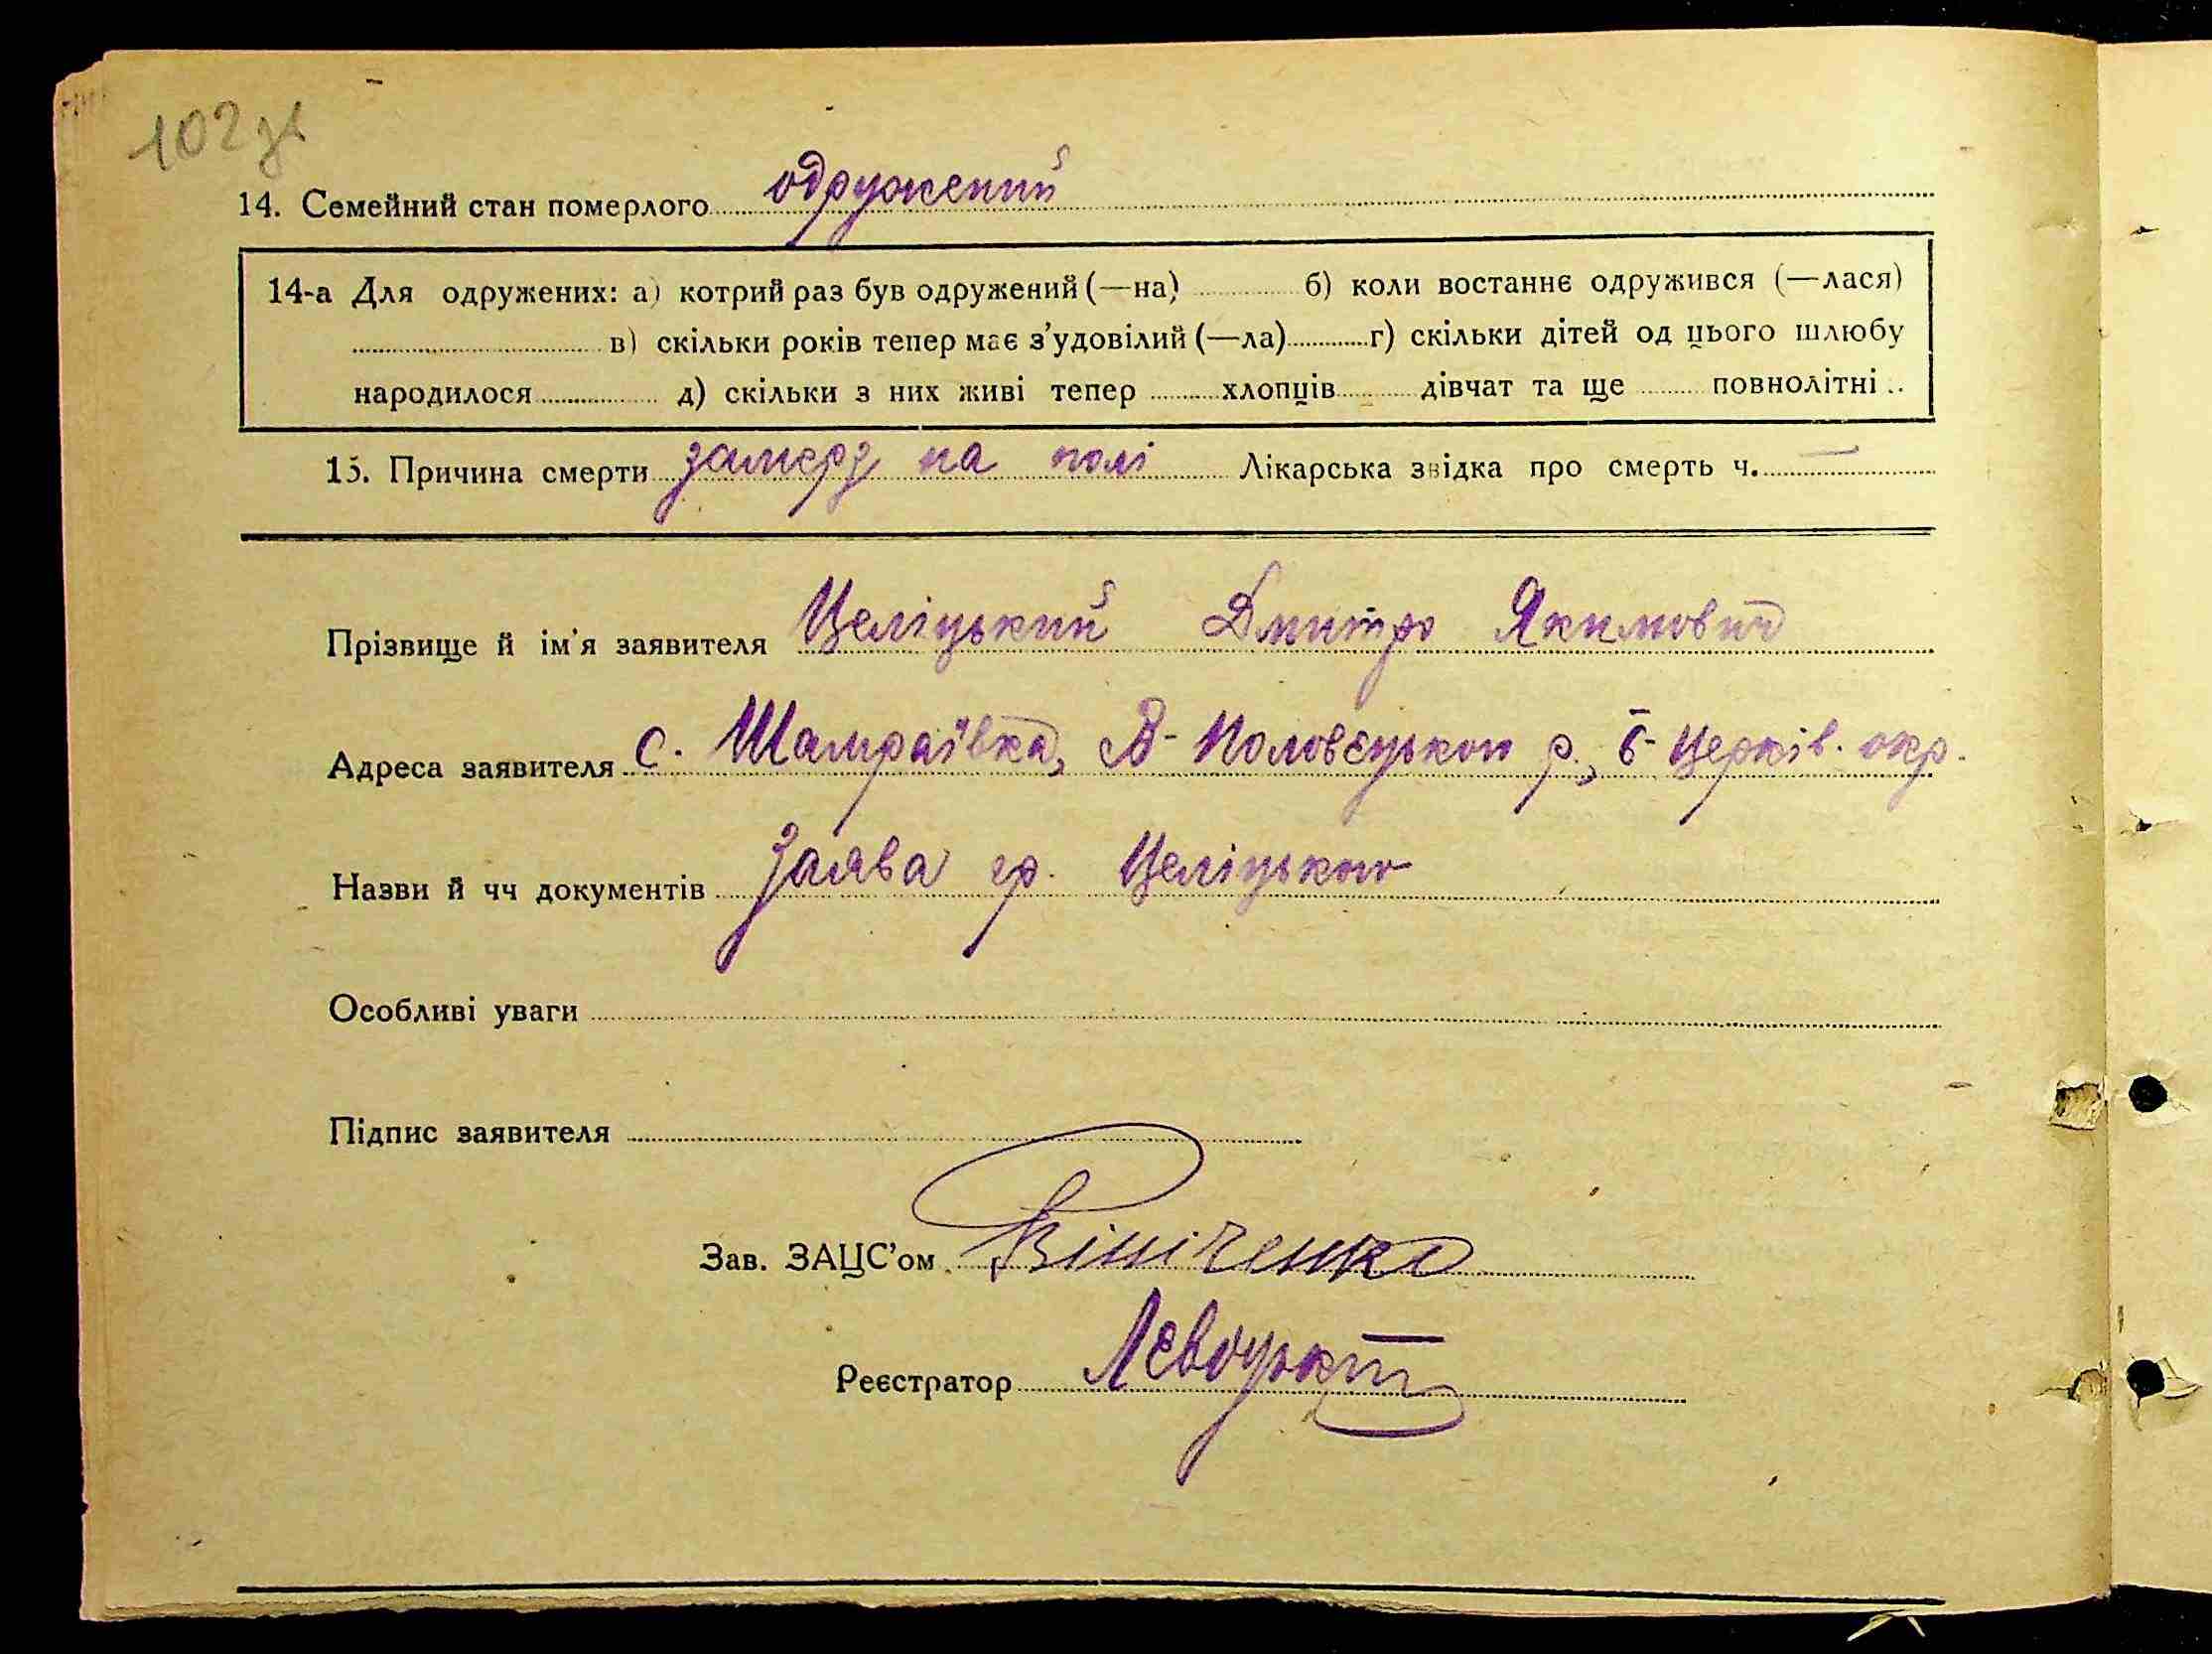 102зв
14. Семейний стан померлого одружений
14-а Для одружених: а) котрий раз був одружений (—на) б) коли востаннє одружився (—лася)
в) скільки років тепер має з’удовілий (—ла) г) скільки дітей од цього шлюбу
народилося д) скільки з них живі тепер хлопців дівчат та ще повнолітні
15. Причина смерти замерз на полі Лікарська звідка про смерть ч. —
Прізвище й ім’я заявителя Целіцький Дмитро Якимович
Адреса заявителя с. Шамраївка, В-Половецького р., Б-Церків. окр.
Назви й чч документів Заява гр. Целіцького
Особливі уваги
Підпис заявителя
Зав. ЗАЦС’ом Вініченко
Реєстратор